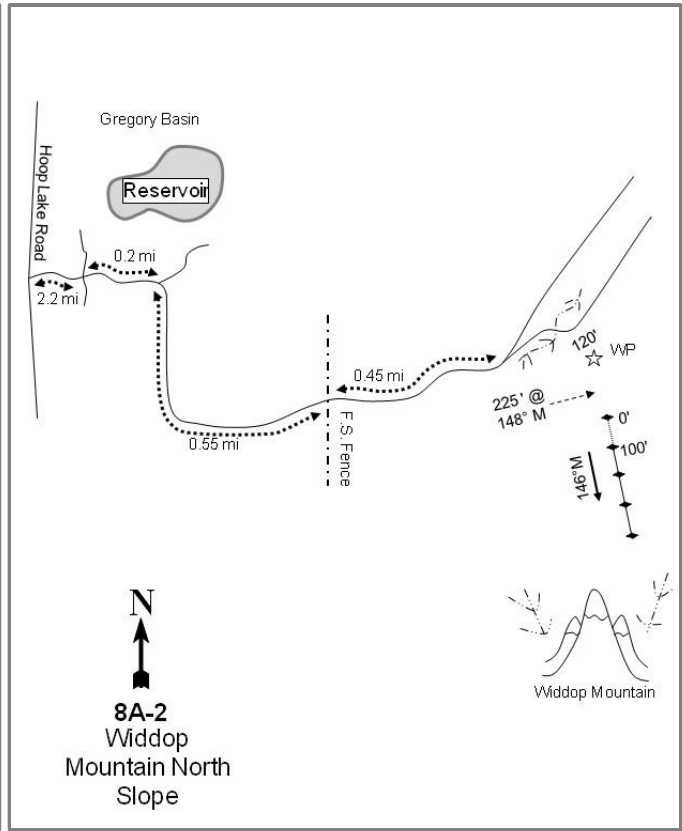 Gregory Basin
Hoop Lake Road
Reservoir
0.2 mi
2.2 mi
0.45 mi
0.55 mi
F.S. Fence
120'
WP
225' @
148° M
0'
100'
146°M
Widdop Mountain
N
8A-2
Widdop
Mountain North
Slope